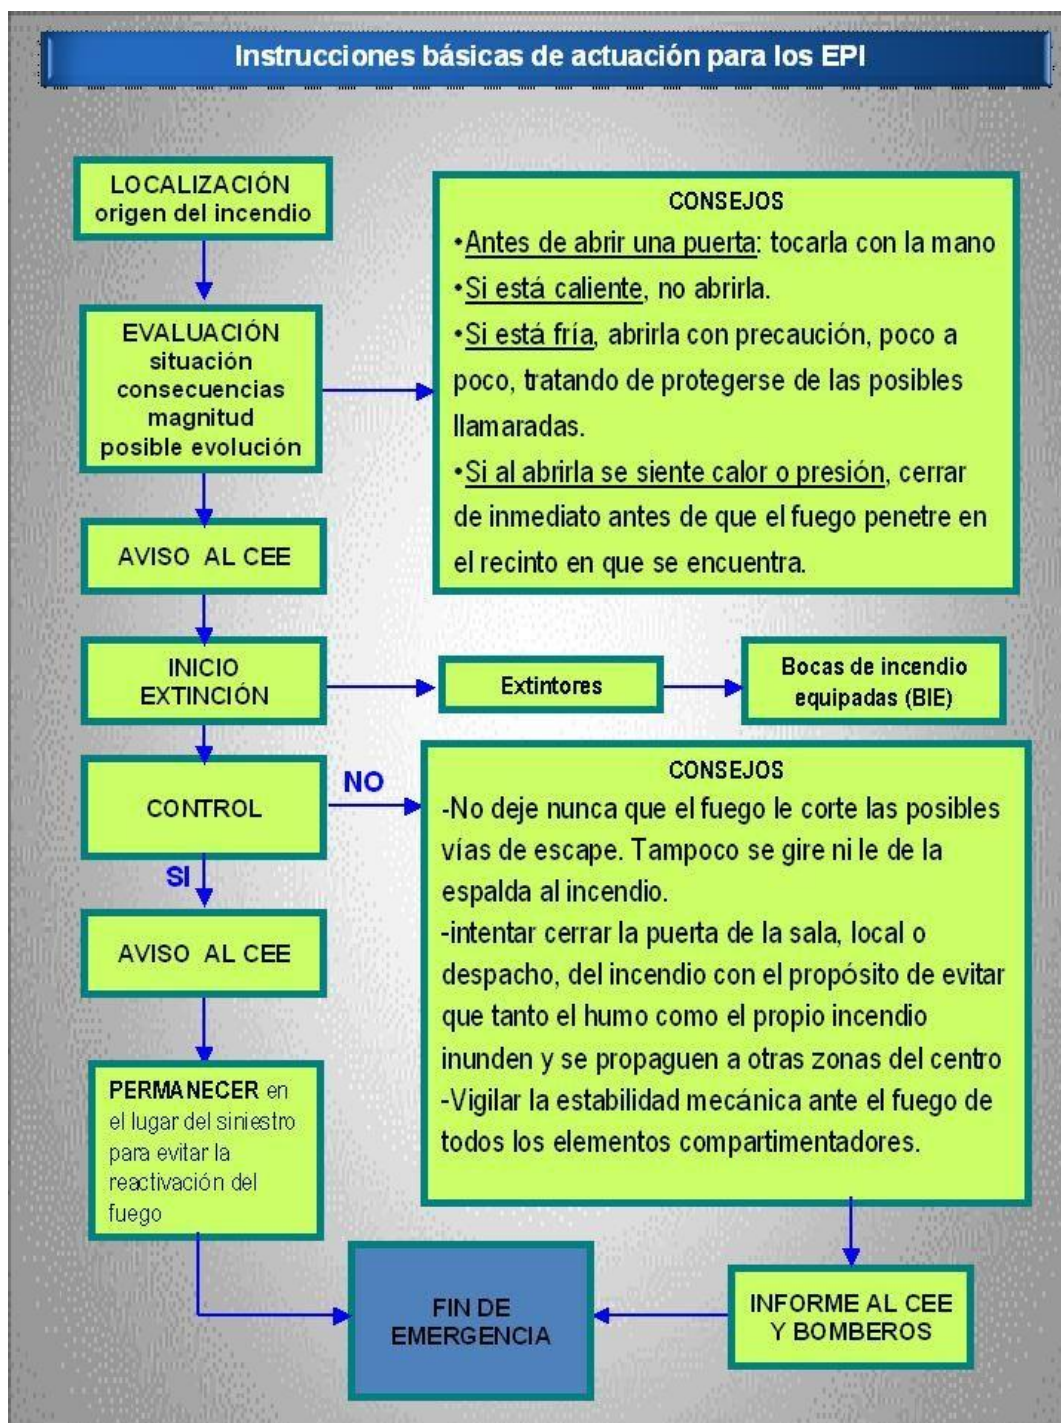 Instrucciones básicas de actuación para los EPI
LOCALIZACIÓN
origen del incendio
EVALUACIÓN
situación
consecuencias
magnitud
posible evolución
CONSEJOS
•Antes de abrir una puerta: tocarla con la mano
•Si está caliente, no abrirla.
•Si está fría, abrirla con precaución, poco a
poco, tratando de protegerse de las posibles
llamaradas.
•Si al abrirla se siente calor o presión, cerrar
de inmediato antes de que el fuego penetre en
el recinto en que se encuentra.
AVISO AL CEE
INICIO
EXTINCIÓN
Extintores
Bocas de incendio
equipadas (BIE)
CONTROL
NO
SI
CONSEJOS
-No deje nunca que el fuego le corte las posibles
vías de escape. Tampoco se gire ni le de la
espalda al incendio.
-intentar cerrar la puerta de la sala, local o
despacho, del incendio con el propósito de evitar
que tanto el humo como el propio incendio
inunden y se propaguen a otras zonas del centro
-Vigilar la estabilidad mecánica ante el fuego de
todos los elementos compartimentadores.
AVISO AL CEE
PERMANECER en
el lugar del siniestro
para evitar la
reactivación del
fuego
FIN DE
EMERGENCIA
INFORME AL CEE
Y BOMBEROS